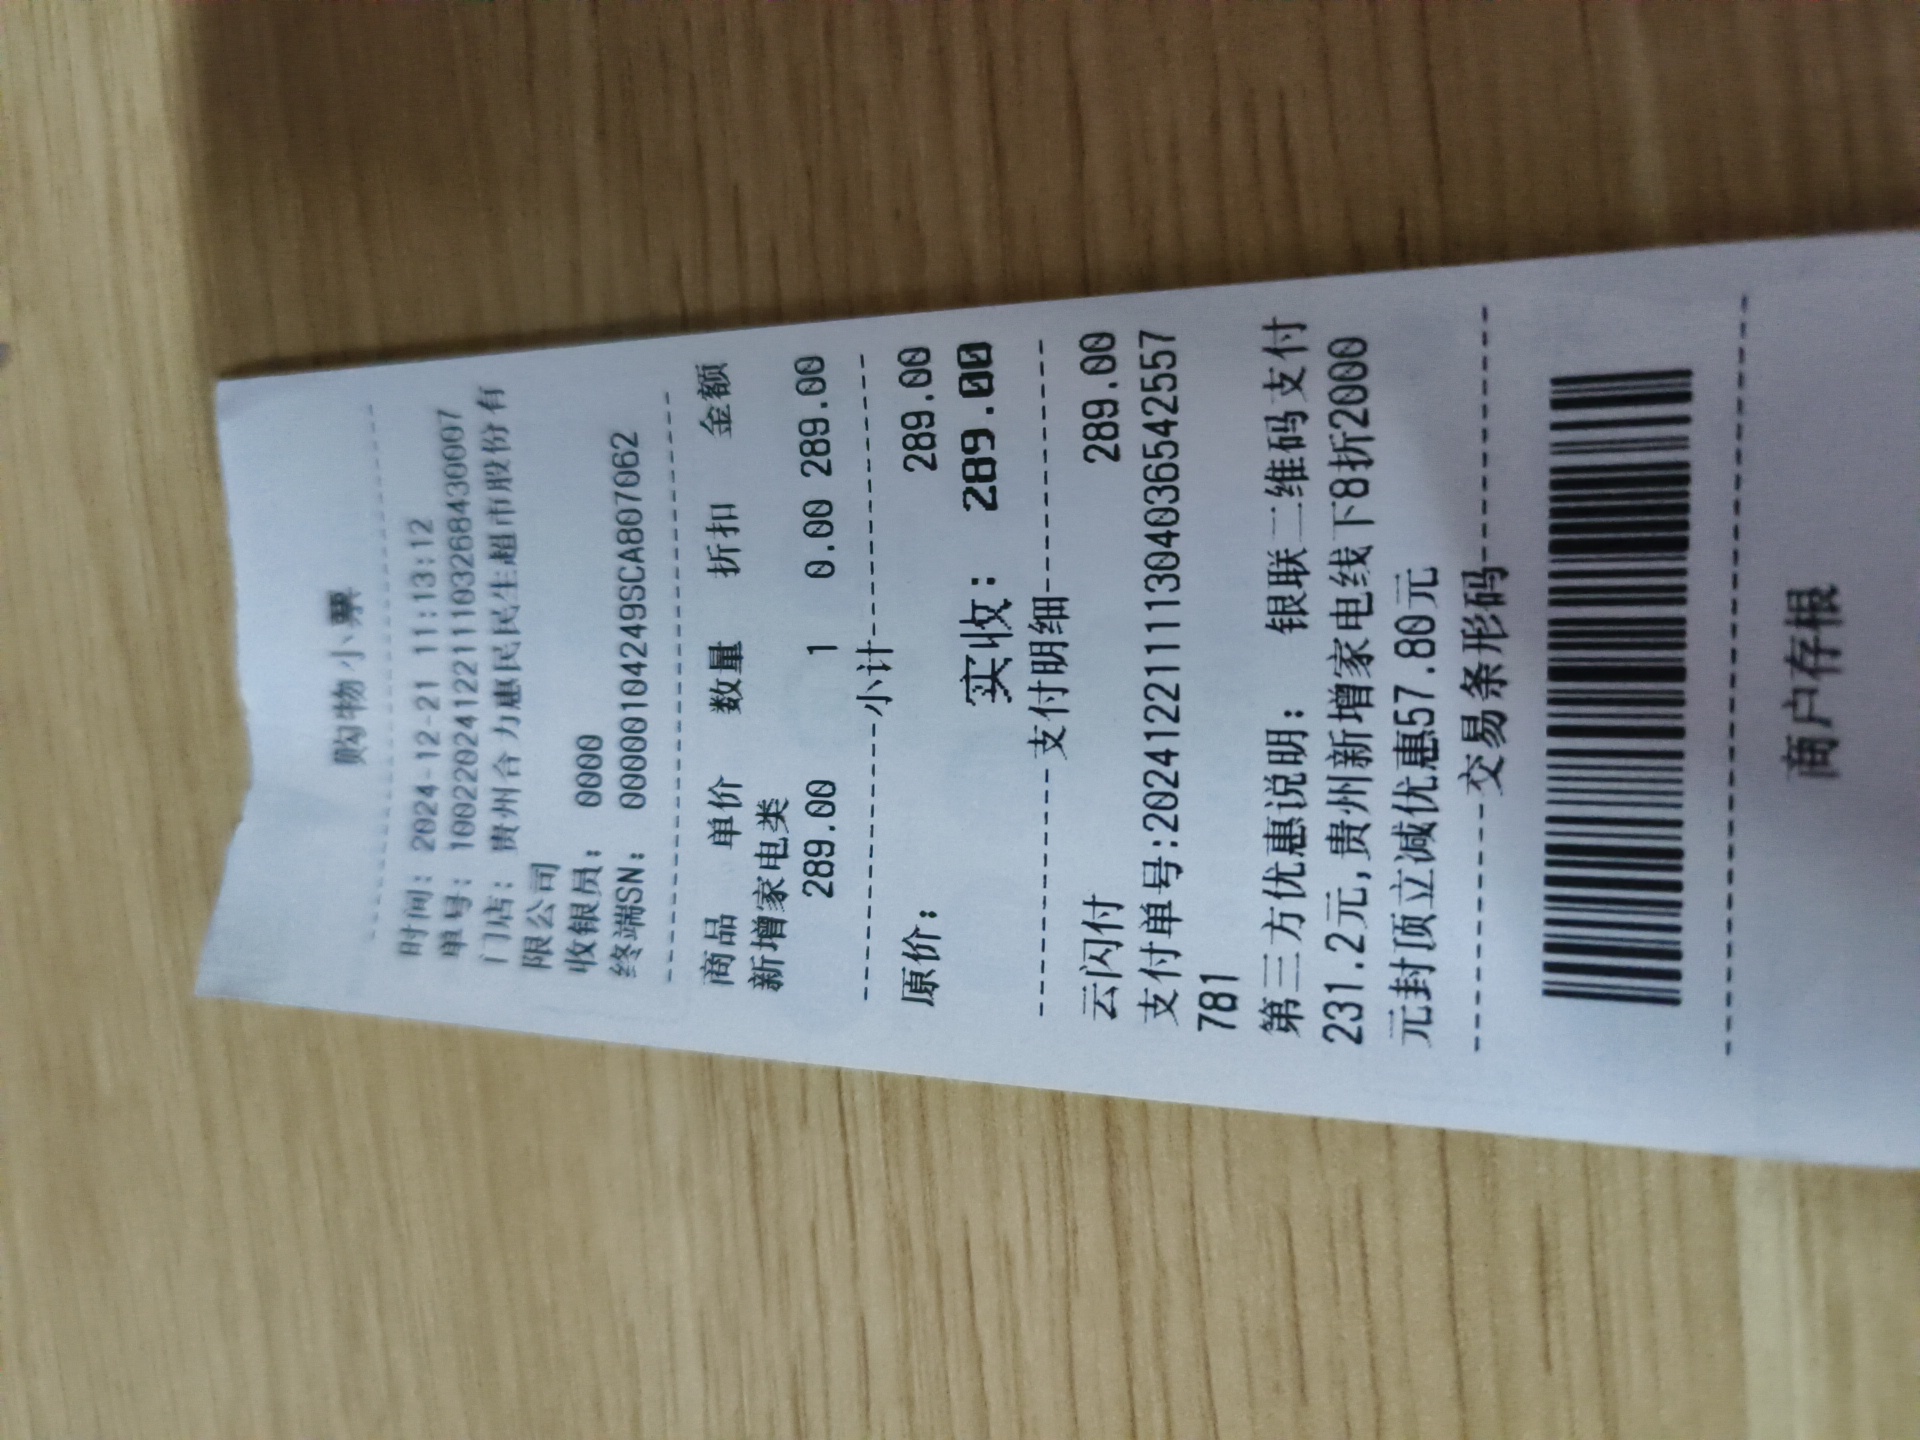 购物小票
时间：2024-12-21 11:13:12
单号：100220241221110326843​0007
门店：贵州合力惠民民生超市股份有
限公司
收银员：0000
终端SN：00000104249SCA807062
商品 单价 数量 折扣 金额
新增家电类
289.00 1 0.00 289.00
小计
原价：289.00
实收：289.00
支付明细
云闪付 289.00
支付单号:20241221111304036542557
781
第三方优惠说明： 银联二维码支付
231.2元,贵州新增家电线下8折2000
元封顶立减优惠57.80元
交易条形码
商户存根